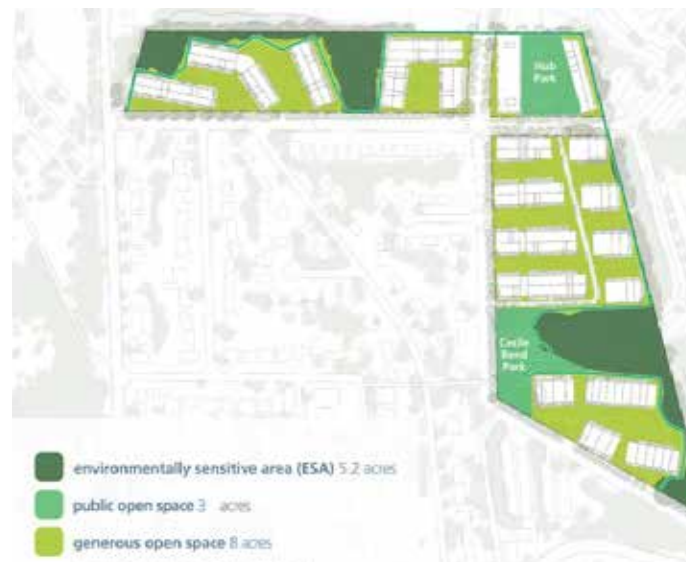 Hub
Park
Cecile
Bend
Park
environmentally sensitive area (ESA) 5.2 acres
public open space 3 acres
generous open space 8 acres